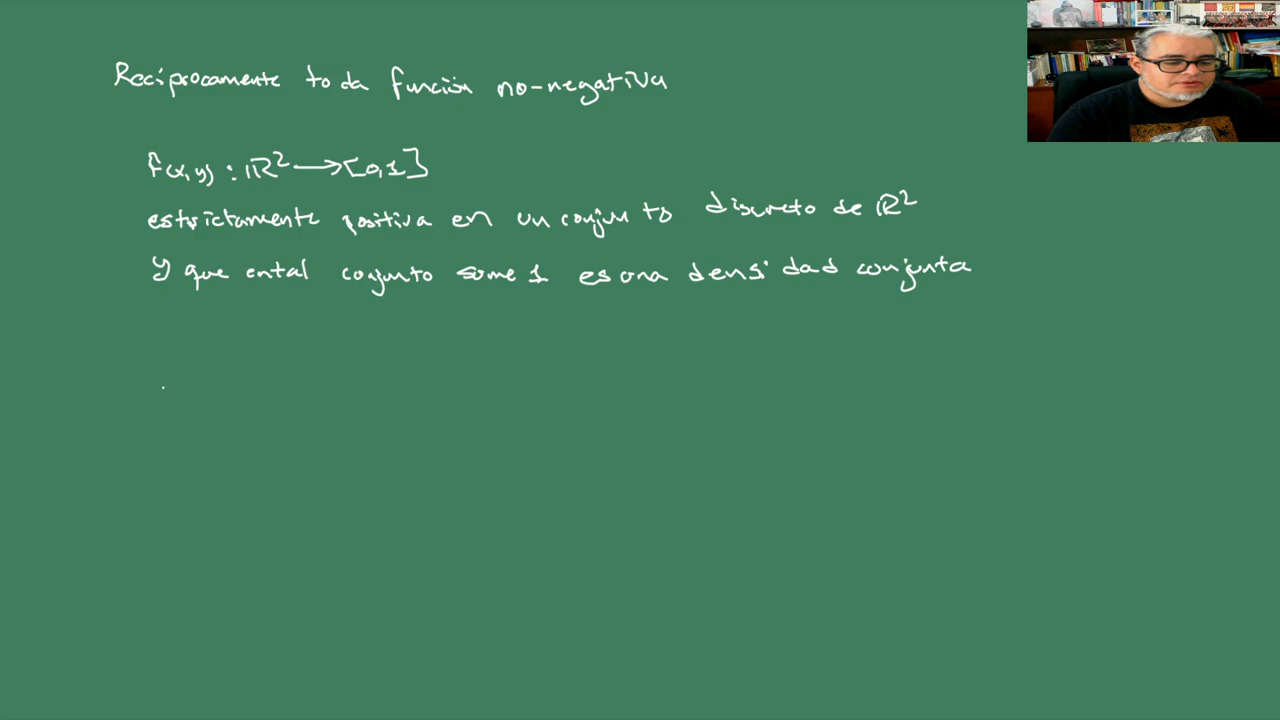 Reciprocamente toda función no-negativa
f(x,y) : ℝ² ⟶ [0,1]
estrictamente positiva en un conjunto discreto de ℝ²
y que en tal conjunto sume 1 es una densidad conjunta